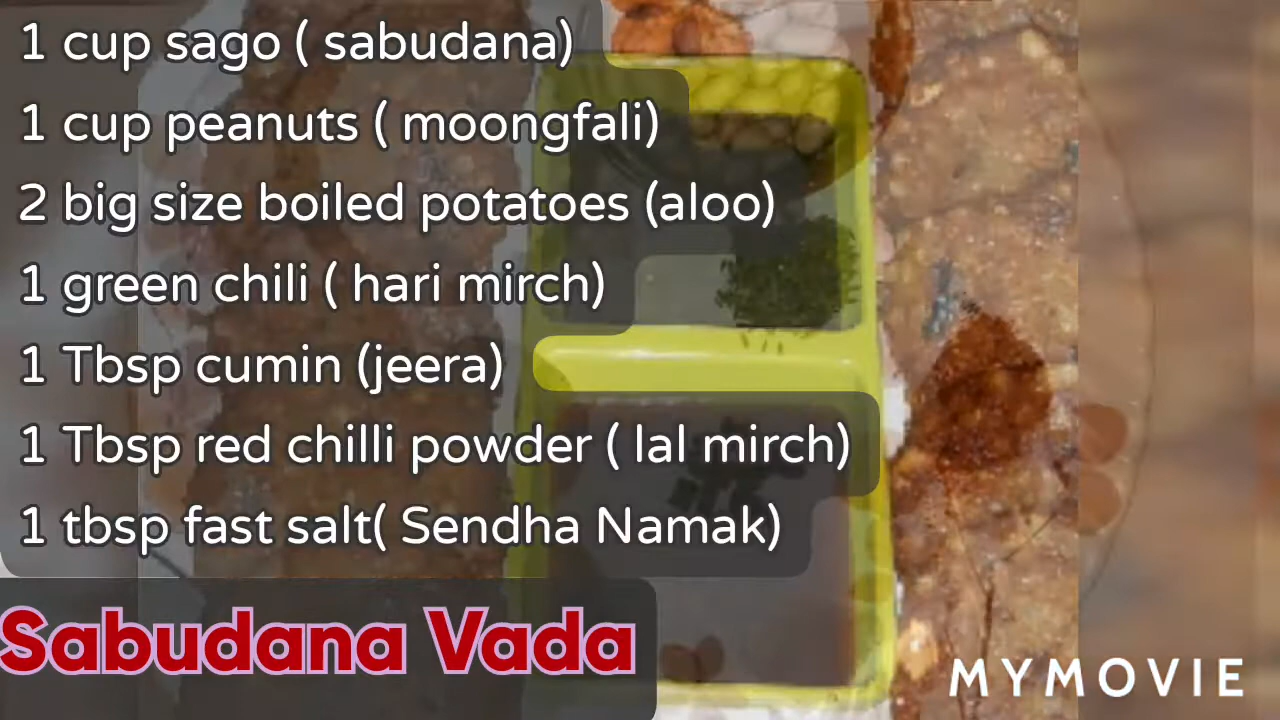 1 cup sago ( sabudana)
1 cup peanuts ( moongfali)
2 big size boiled potatoes (aloo)
1 green chili ( hari mirch)
1 Tbsp cumin (jeera)
1 Tbsp red chilli powder ( lal mirch)
1 tbsp fast salt( Sendha Namak)
Sabudana Vada
MYMOVIE